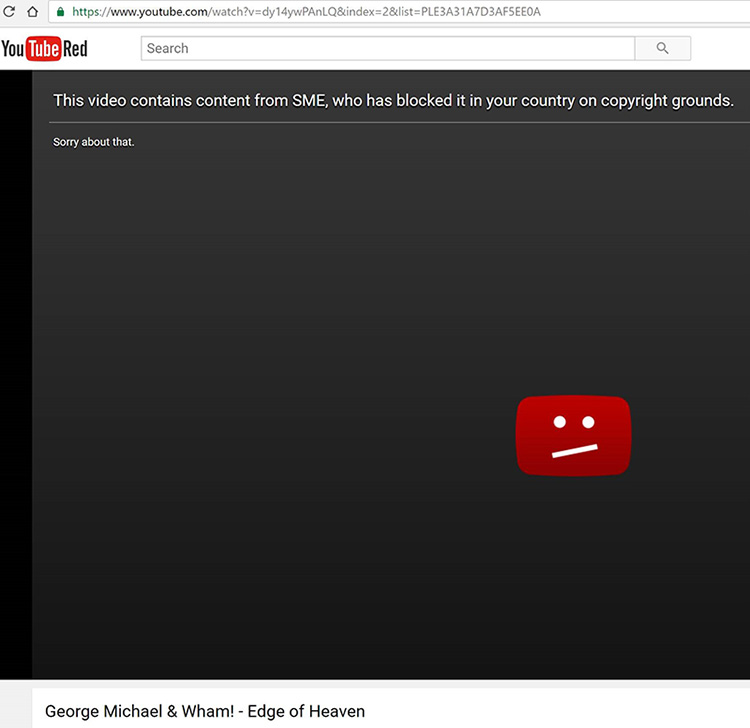 https://www.youtube.com/watch?v=dy14ywPAnLQ&index=2&list=PLE3A31A7D3AF5EE0A
YouTube Red
Search
This video contains content from SME, who has blocked it in your country on copyright grounds.
Sorry about that.
George Michael & Wham! - Edge of Heaven